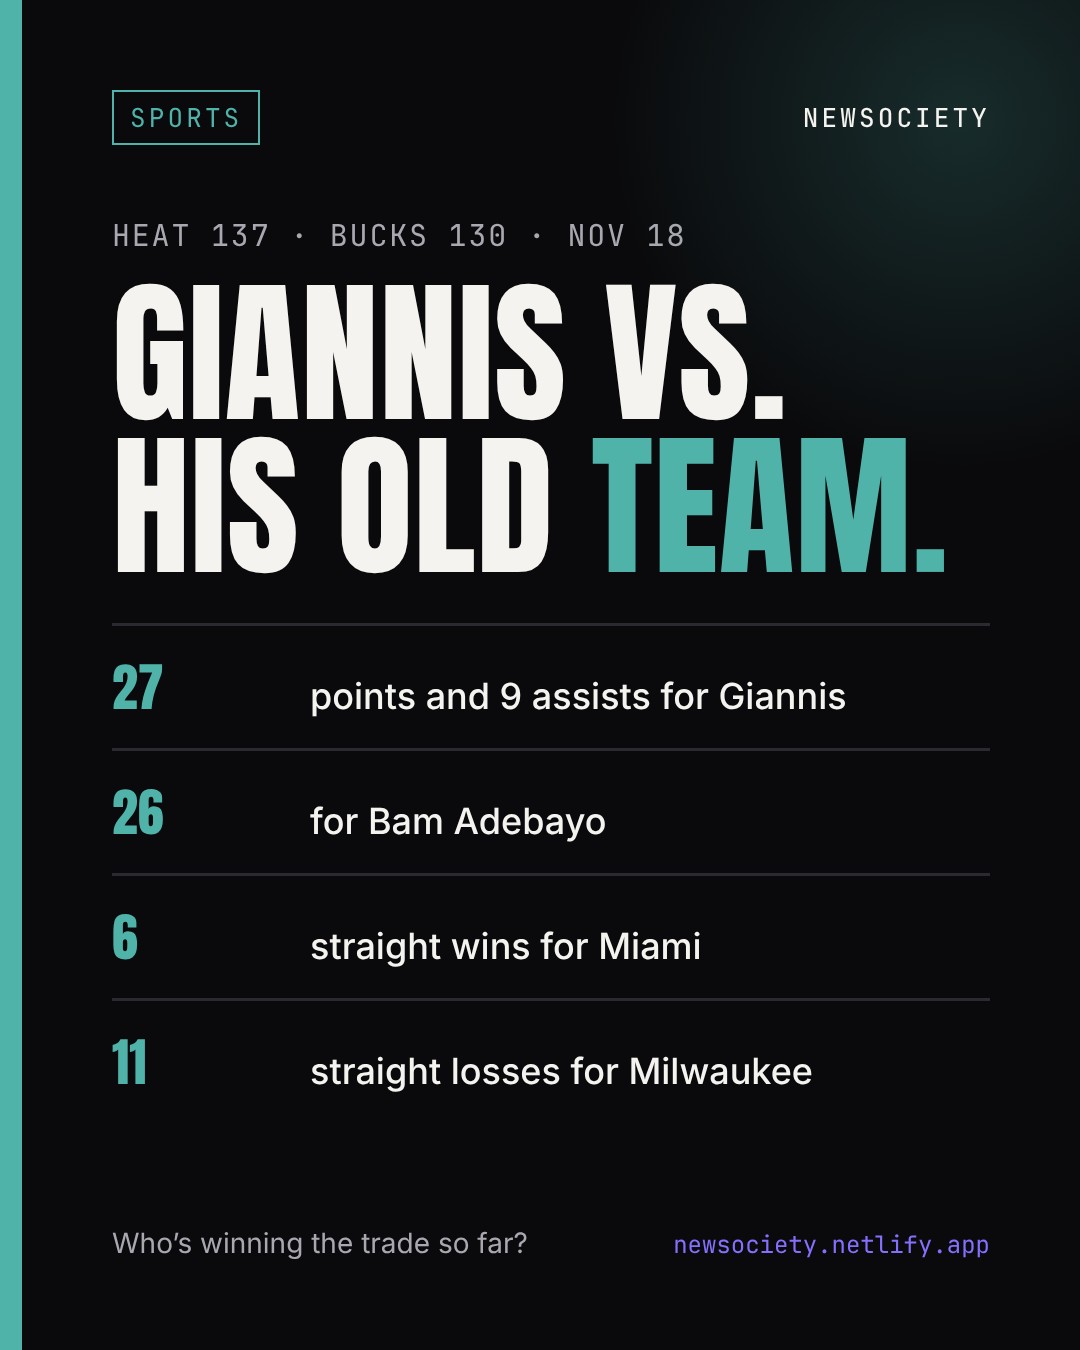 SPORTS
NEWSOCIETY
HEAT 137 · BUCKS 130 · NOV 18
GIANNIS VS.
HIS OLD TEAM.
27 points and 9 assists for Giannis
26 for Bam Adebayo
6 straight wins for Miami
11 straight losses for Milwaukee
Who’s winning the trade so far?
newsociety.netlify.app